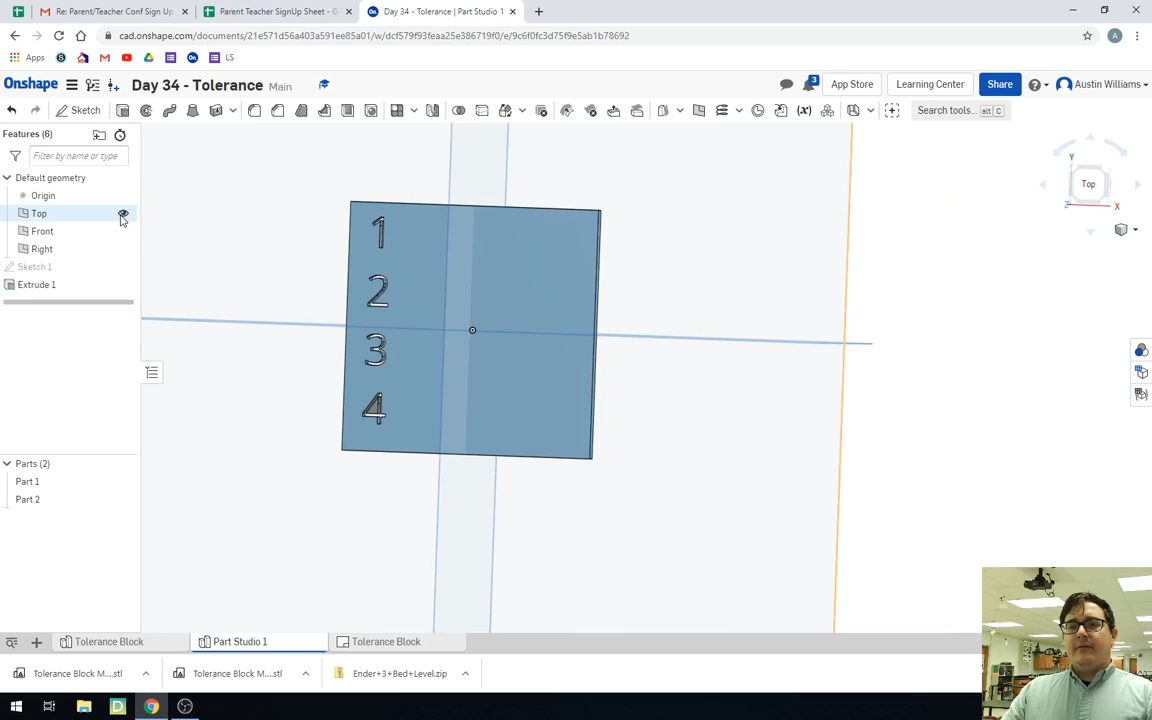 Re: Parent/Teacher Conf Sign Up
Parent Teacher SignUp Sheet - G
Day 34 - Tolerance | Part Studio 1
cad.onshape.com/documents/21e571d56a403a591ee85a01/w/dcf579f93feaa25e386719f0/e/9c6f0fc3d75f9e5ab1b78692
A
Apps
LS
Onshape
Day 34 - Tolerance Main
3
App Store
Learning Center
Share
Austin Williams
Sketch
Search tools...
alt
C
Features (6)
Filter by name or type
Default geometry
Origin
Top
Front
Right
Sketch 1
Extrude 1
Parts (2)
Part 1
Part 2
1
2
3
4
Y
Top
Z
X
Tolerance Block
Part Studio 1
Tolerance Block
Tolerance Block M....stl
Tolerance Block M....stl
Ender+3+Bed+Level.zip